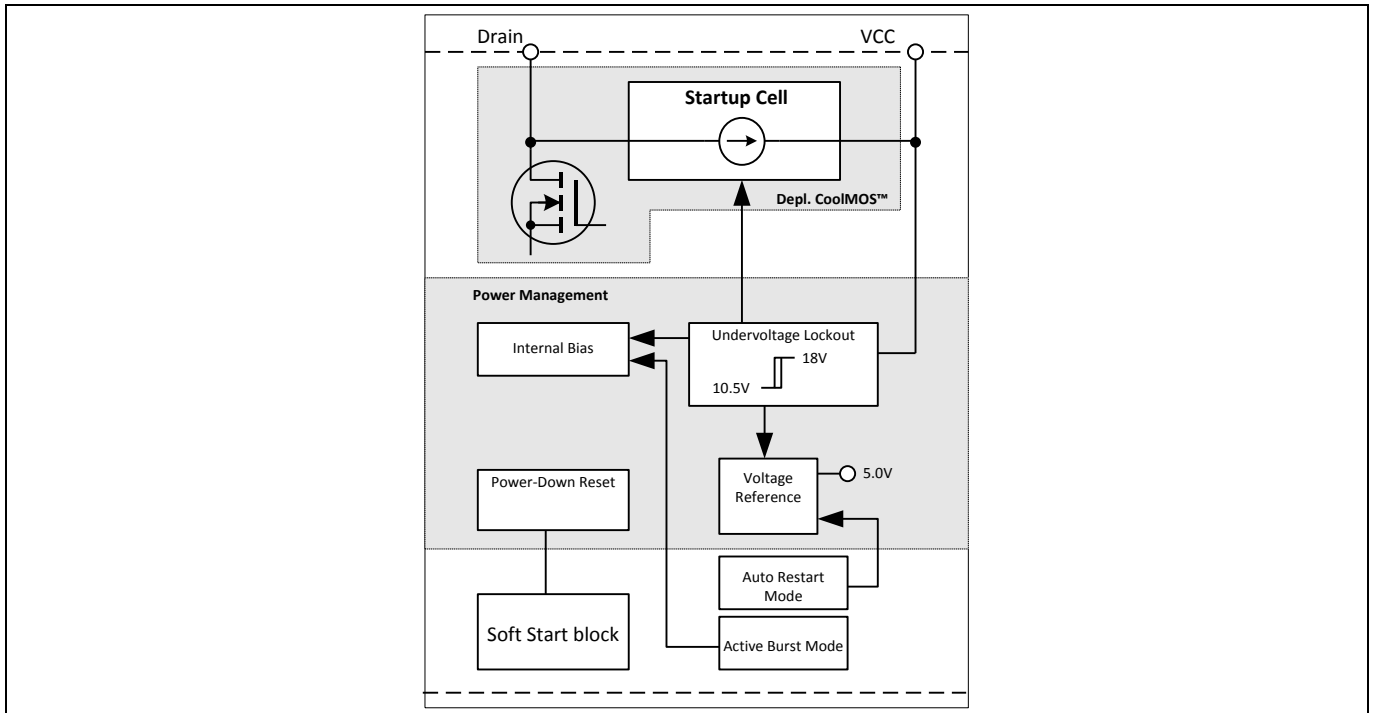 Drain
VCC
Startup Cell
Depl. CoolMOS™
Power Management
Internal Bias
Undervoltage Lockout
18V
10.5V
Power-Down Reset
Voltage
Reference
5.0V
Auto Restart
Mode
Soft Start block
Active Burst Mode